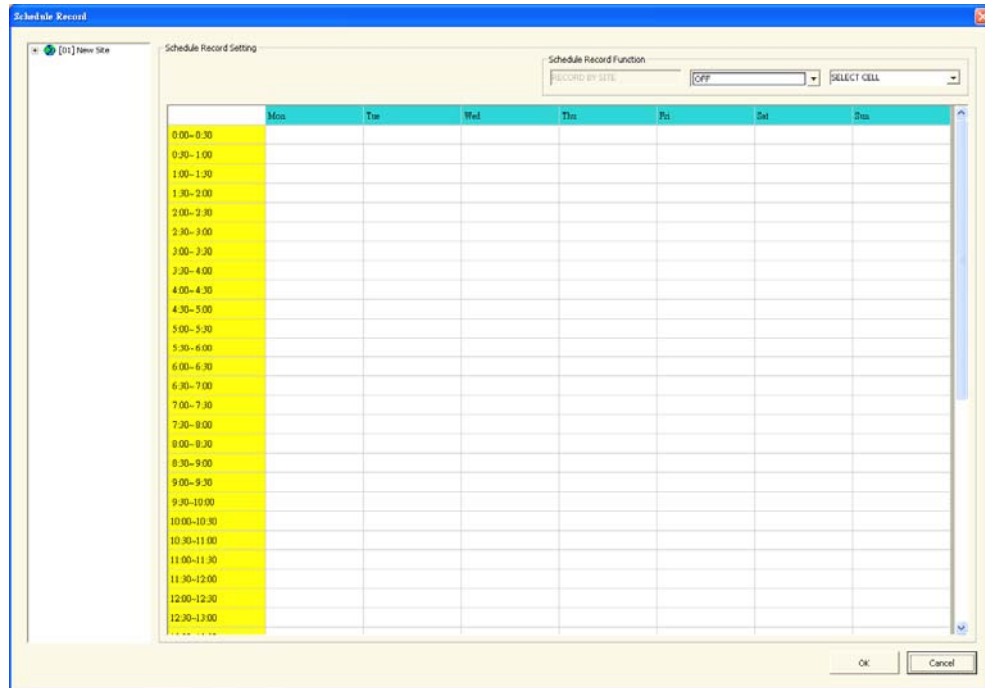 Schedule Record
[01] New Site
Schedule Record Setting
Schedule Record Function
RECORD BY SITE
OFF
SELECT CELL
Mon Tue Wed Thu Fri Sat Sun
0:00~0:30
0:30~1:00
1:00~1:30
1:30~2:00
2:00~2:30
2:30~3:00
3:00~3:30
3:30~4:00
4:00~4:30
4:30~5:00
5:00~5:30
5:30~6:00
6:00~6:30
6:30~7:00
7:00~7:30
7:30~8:00
8:00~8:30
8:30~9:00
9:00~9:30
9:30~10:00
10:00~10:30
10:30~11:00
11:00~11:30
11:30~12:00
12:00~12:30
12:30~13:00
OK
Cancel